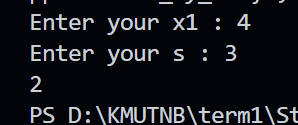 Enter your x1 : 4
Enter your s : 3
2
PS D:\KMUTNB\term1\St